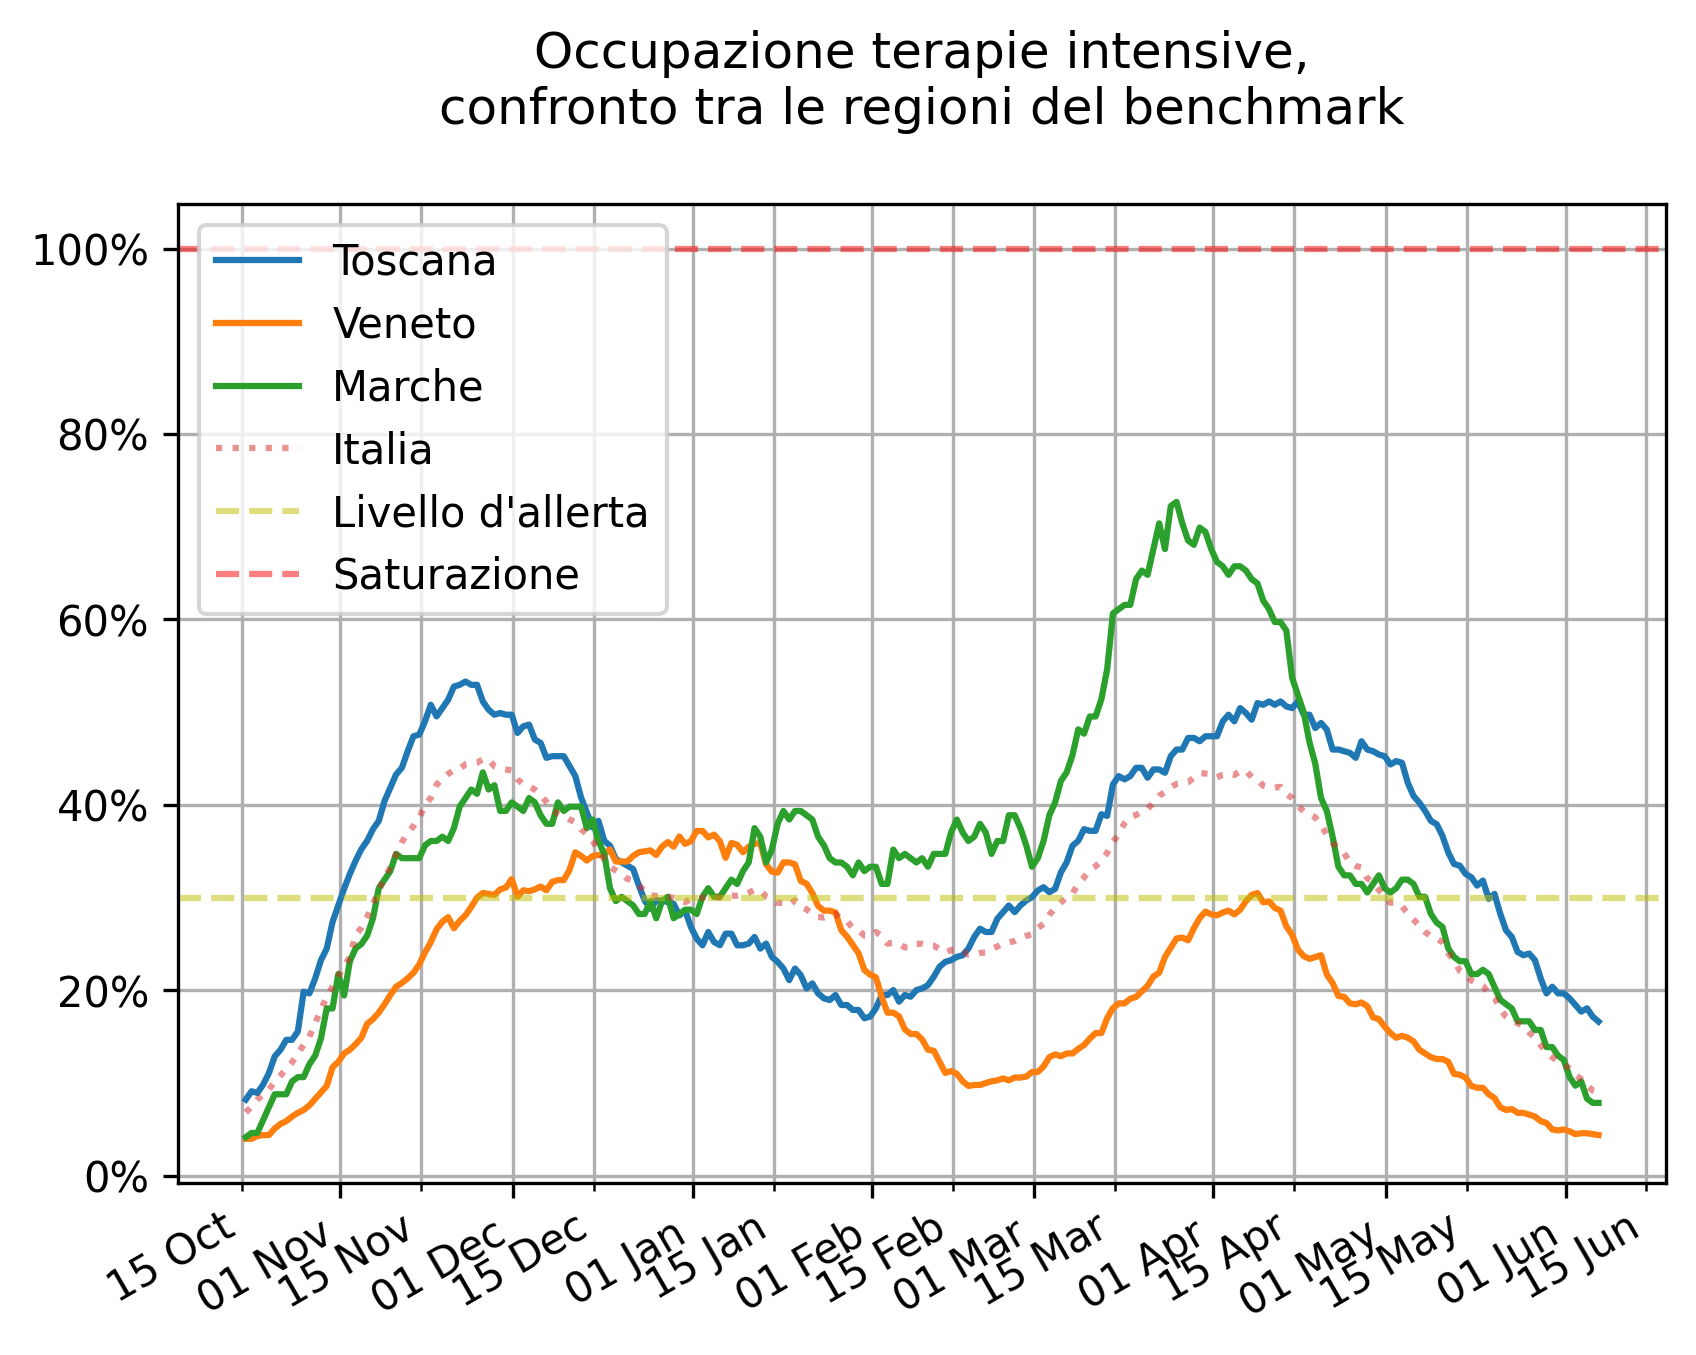 Occupazione terapie intensive,
confronto tra le regioni del benchmark
100%
80%
60%
40%
20%
0%
Toscana
Veneto
Marche
Italia
Livello d'allerta
Saturazione
15 Oct
01 Nov
15 Nov
01 Dec
15 Dec
01 Jan
15 Jan
01 Feb
15 Feb
01 Mar
15 Mar
01 Apr
15 Apr
01 May
15 May
01 Jun
15 Jun